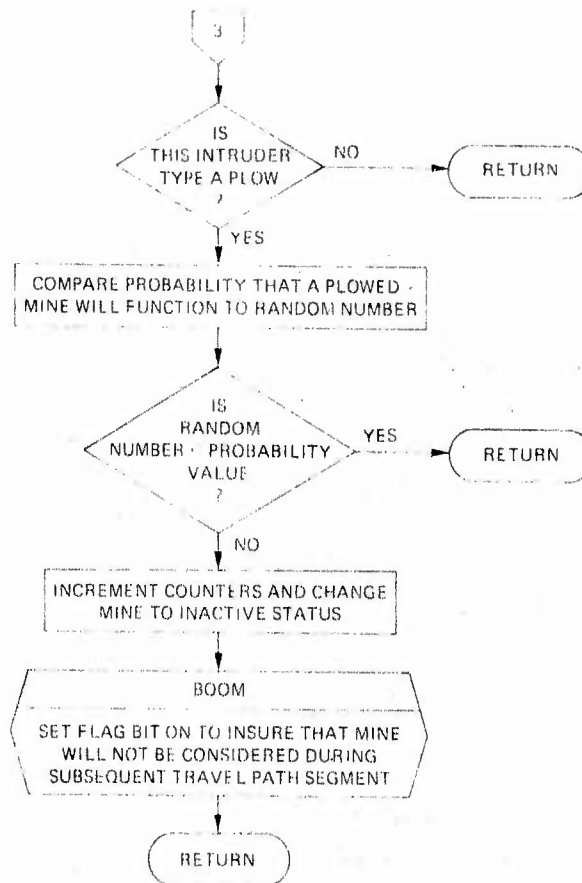 3
IS
THIS INTRUDER
TYPE A PLOW
?
NO
RETURN
YES
COMPARE PROBABILITY THAT A PLOWED
MINE WILL FUNCTION TO RANDOM NUMBER
IS
RANDOM
NUMBER PROBABILITY
VALUE
?
YES
RETURN
NO
INCREMENT COUNTERS AND CHANGE
MINE TO INACTIVE STATUS
BOOM
SET FLAG BIT ON TO INSURE THAT MINE
WILL NOT BE CONSIDERED DURING
SUBSEQUENT TRAVEL PATH SEGMENT
RETURN